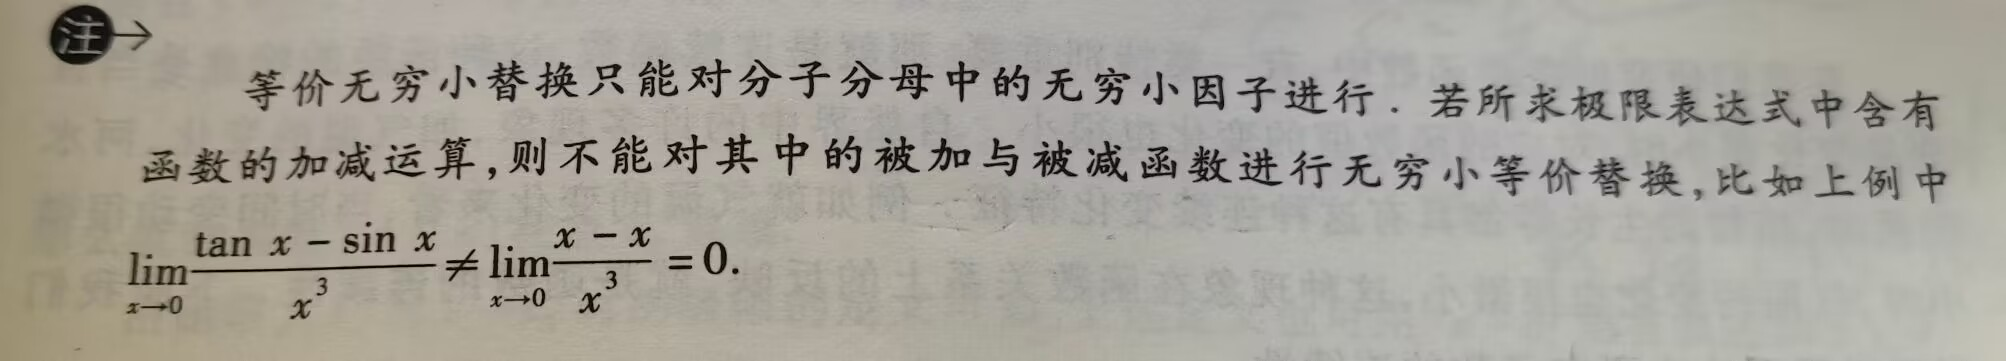 注→
等价无穷小替换只能对分子分母中的无穷小因子进行．若所求极限表达式中含有
函数的加减运算，则不能对其中的被加与被减函数进行无穷小等价替换，比如上例中
lim_{x→0} (tan x − sin x)/x³ ≠ lim_{x→0} (x − x)/x³ = 0.